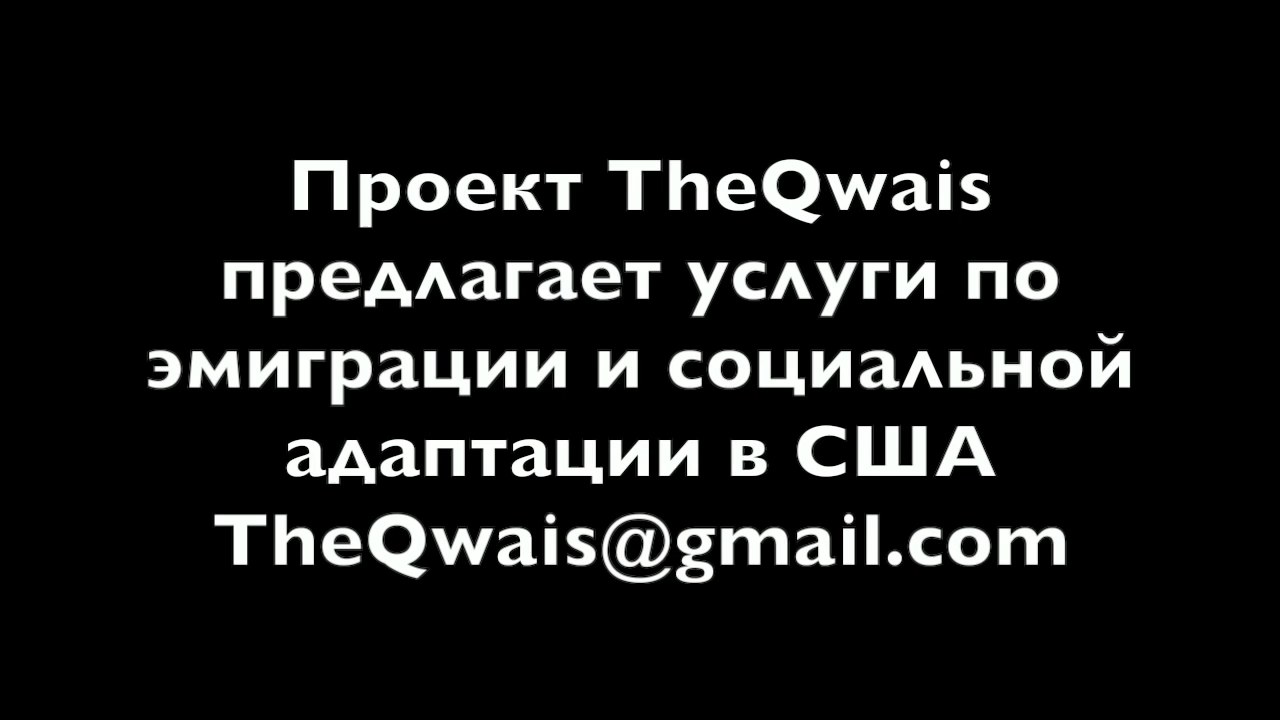 Проект TheQwais
предлагает услуги по
эмиграции и социальной
адаптации в США
TheQwais@gmail.com